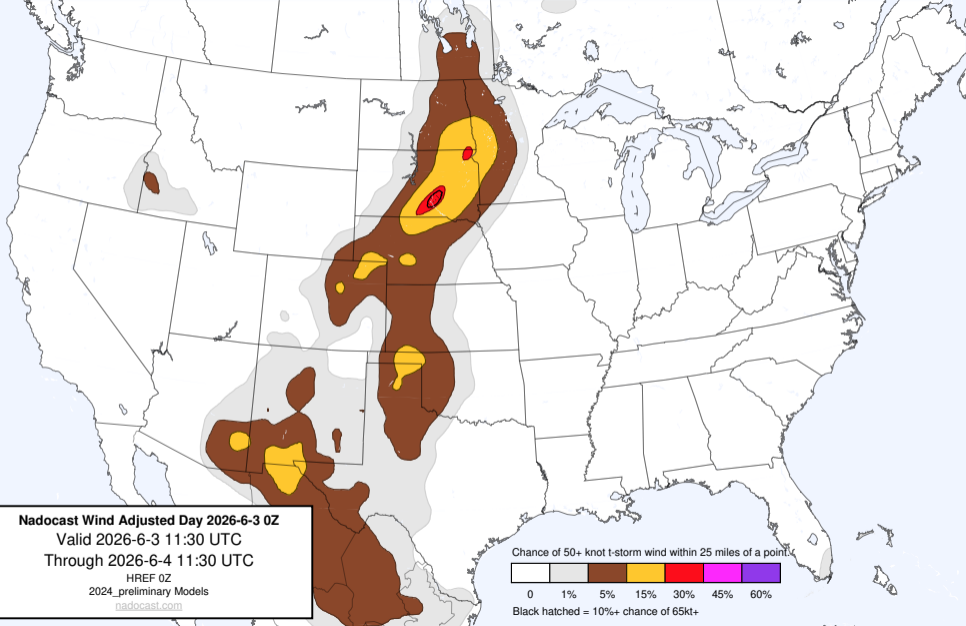 Nadocast Wind Adjusted Day 2026-6-3 0Z
Valid 2026-6-3 11:30 UTC
Through 2026-6-4 11:30 UTC
HREF 0Z
2024_preliminary Models
nadocast.com
Chance of 50+ knot t-storm wind within 25 miles of a point.
0 1% 5% 15% 30% 45% 60%
Black hatched = 10%+ chance of 65kt+